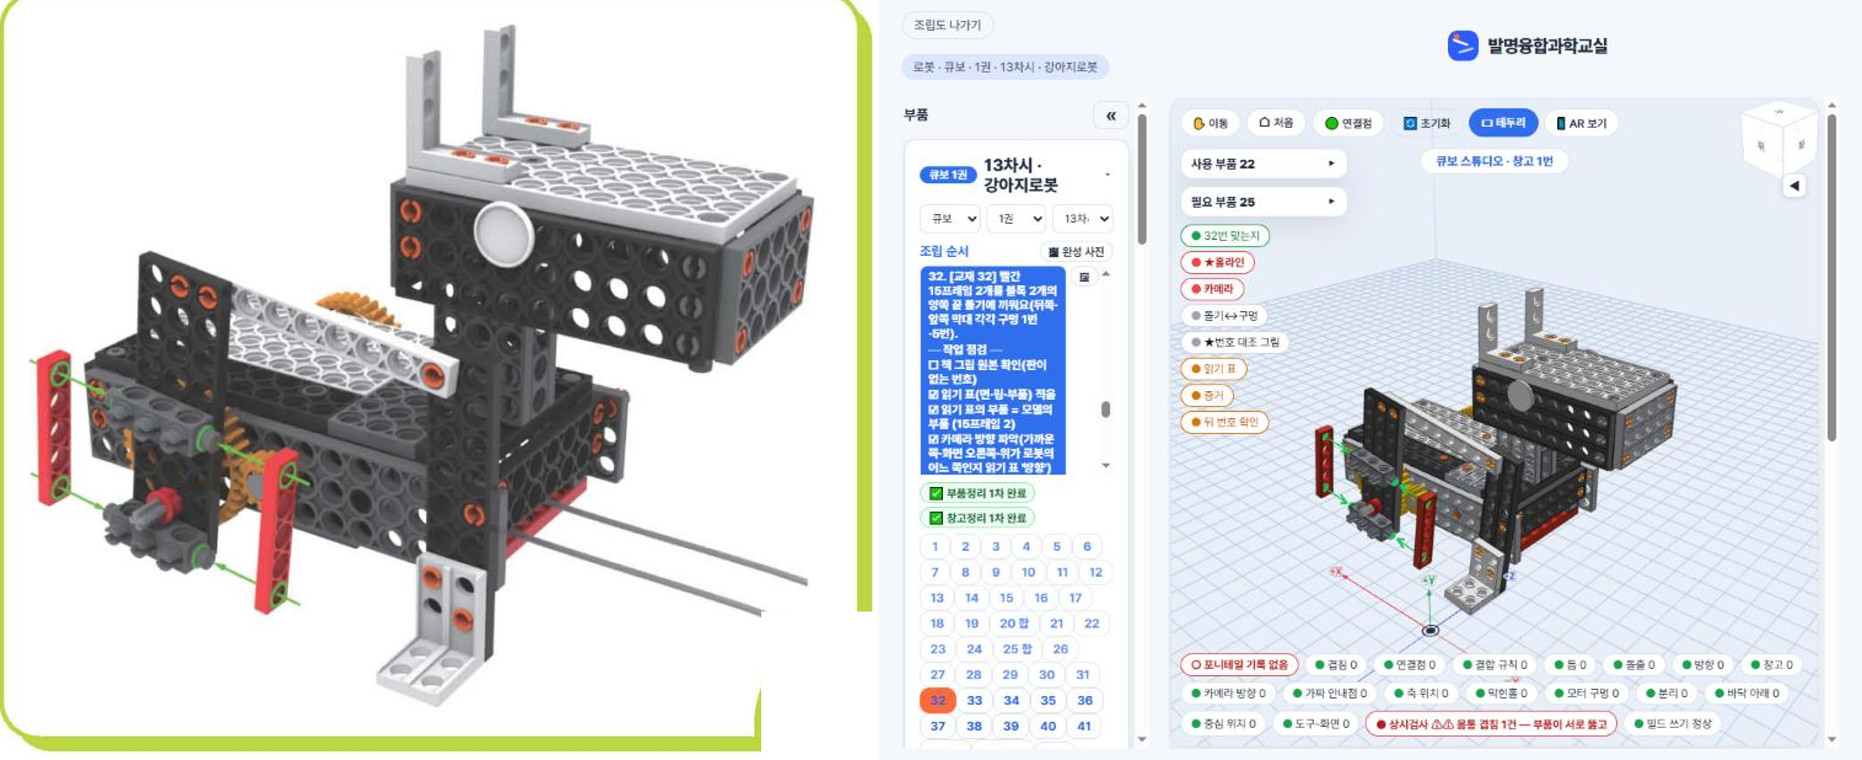 조립도 나가기
로봇 · 큐보 · 1권 · 13차시 · 강아지로봇
발명융합과학교실
부품
«
큐보 1권
13차시 ·
강아지로봇
큐보
1권
13차
조립 순서
완성 사진
32. [교재 32] 빨간
15프레임 2개를 블록 2개의
양쪽 끝 돌기에 끼워요(뒤쪽·
앞쪽 막대 각각 구멍 1번
·5번).
— 작업 점검 —
☐ 책 그림 원본 확인(판이
없는 번호)
☑ 읽기 표(면·링·부품) 적음
☑ 읽기 표의 부품 = 모델의
부품 (15프레임 2)
☑ 카메라 방향 파악(가까운
쪽·화면 오른쪽·위가 로봇의
어느 쪽인지 읽기 표 '방향')
✅ 부품정리 1차 완료
✅ 창고정리 1차 완료
1 2 3 4 5 6
7 8 9 10 11 12
13 14 15 16 17
18 19 20 합 21 22
23 24 25 합 26
27 28 29 30 31
32 33 34 35 36
37 38 39 40 41
이동
처음
연결점
초기화
테두리
AR 보기
큐보 스튜디오 · 창고 1번
사용 부품 22
필요 부품 25
32번 맞는지
★홀라인
카메라
돌기↔구멍
★번호 대조 그림
읽기 표
증거
뒤 번호 확인
+X
+Y
포니테일 기록 없음
겹침 0
연결점 0
결합 규칙 0
틈 0
돌출 0
방향 0
창고 0
카메라 방향 0
가짜 안내점 0
축 위치 0
막힌홀 0
모터 구멍 0
분리 0
바닥 아래 0
중심 위치 0
도구·화면 0
상시검사 ⚠⚠ 몸통 겹침 1건 — 부품이 서로 뚫고
빌드 쓰기 정상